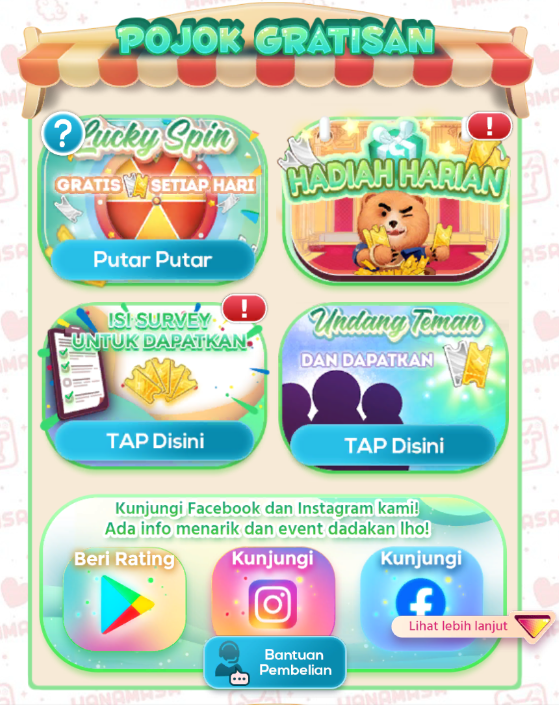 POJOK GRATISAN
?
Lucky Spin
GRATIS SETIAP HARI
Putar Putar
!
HADIAH HARIAN
!
ISI SURVEY
UNTUK DAPATKAN
TAP Disini
Undang Teman
DAN DAPATKAN
TAP Disini
Kunjungi Facebook dan Instagram kami!
Ada info menarik dan event dadakan lho!
Beri Rating
Kunjungi
Kunjungi
Lihat lebih lanjut
Bantuan
Pembelian
HANAMASA